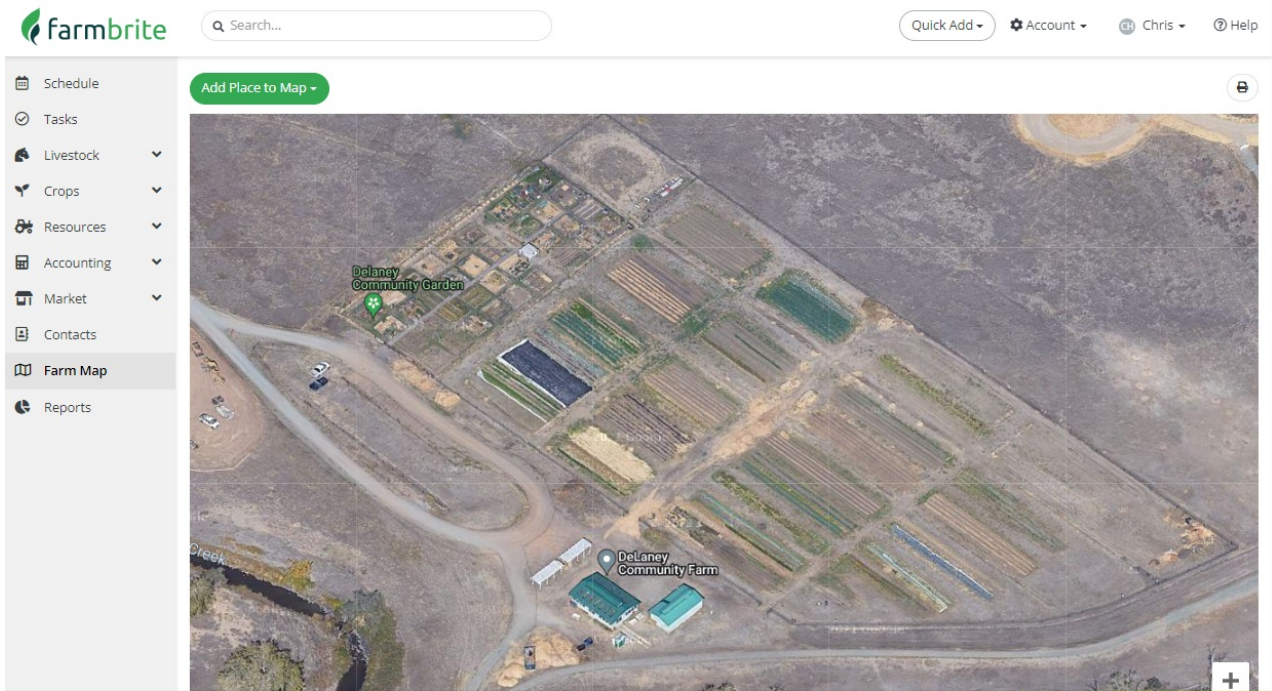 farmbrite
Search...
Quick Add
Account
CH
Chris
Help
Schedule
Add Place to Map
Tasks
Livestock
Crops
Resources
Accounting
Market
Contacts
Farm Map
Reports
Delaney
Community Garden
Creek
DeLaney
Community Farm
+